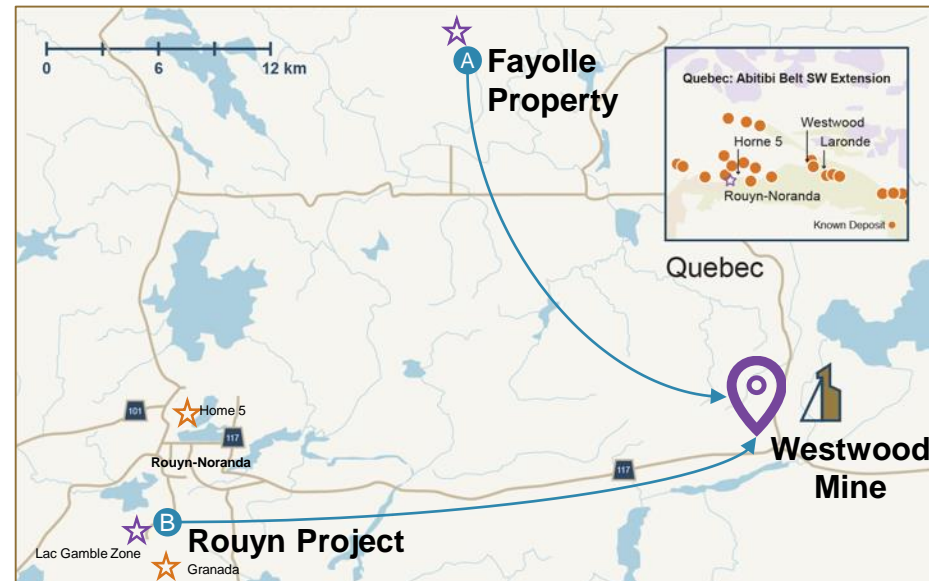 0 6 12 km
A Fayolle
Property
Quebec: Abitibi Belt SW Extension
Westwood
Horne 5
Laronde
Rouyn-Noranda
Known Deposit
Quebec
101
Home 5
117
Rouyn-Noranda
117
Westwood
Mine
B Rouyn Project
Lac Gamble Zone
Granada